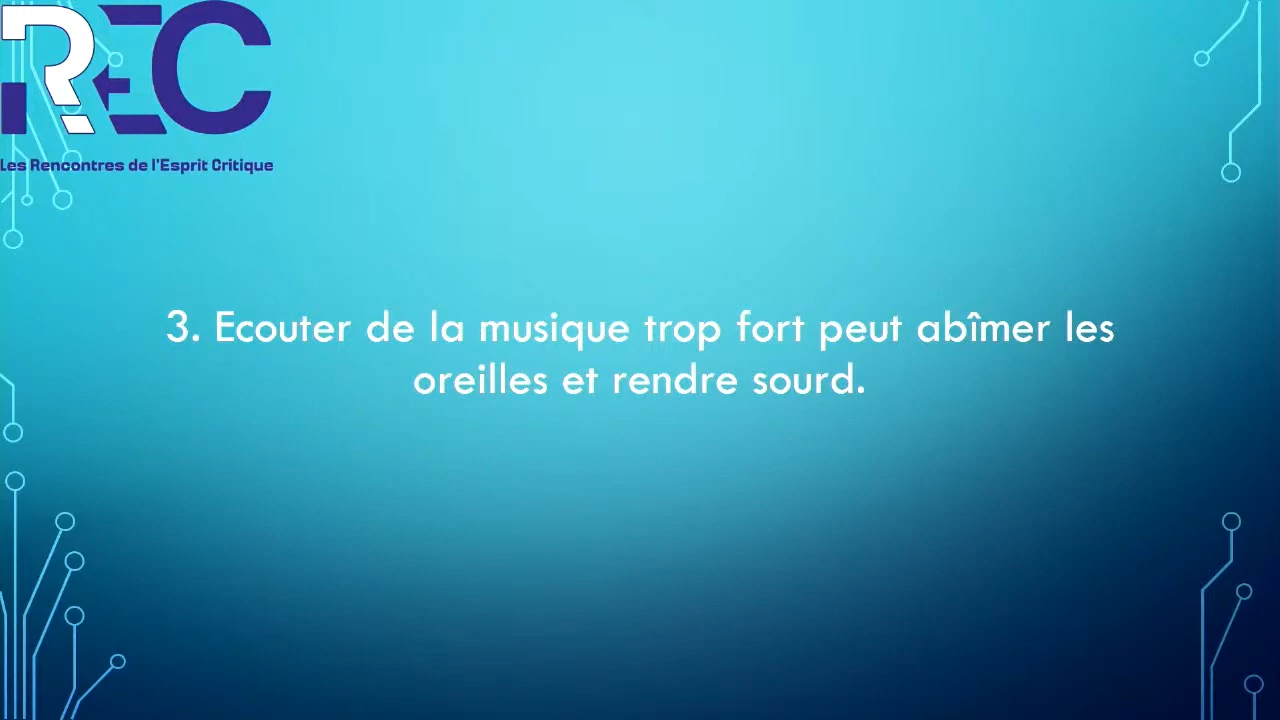 REC
Les Rencontres de l'Esprit Critique
3. Ecouter de la musique trop fort peut abîmer les
oreilles et rendre sourd.